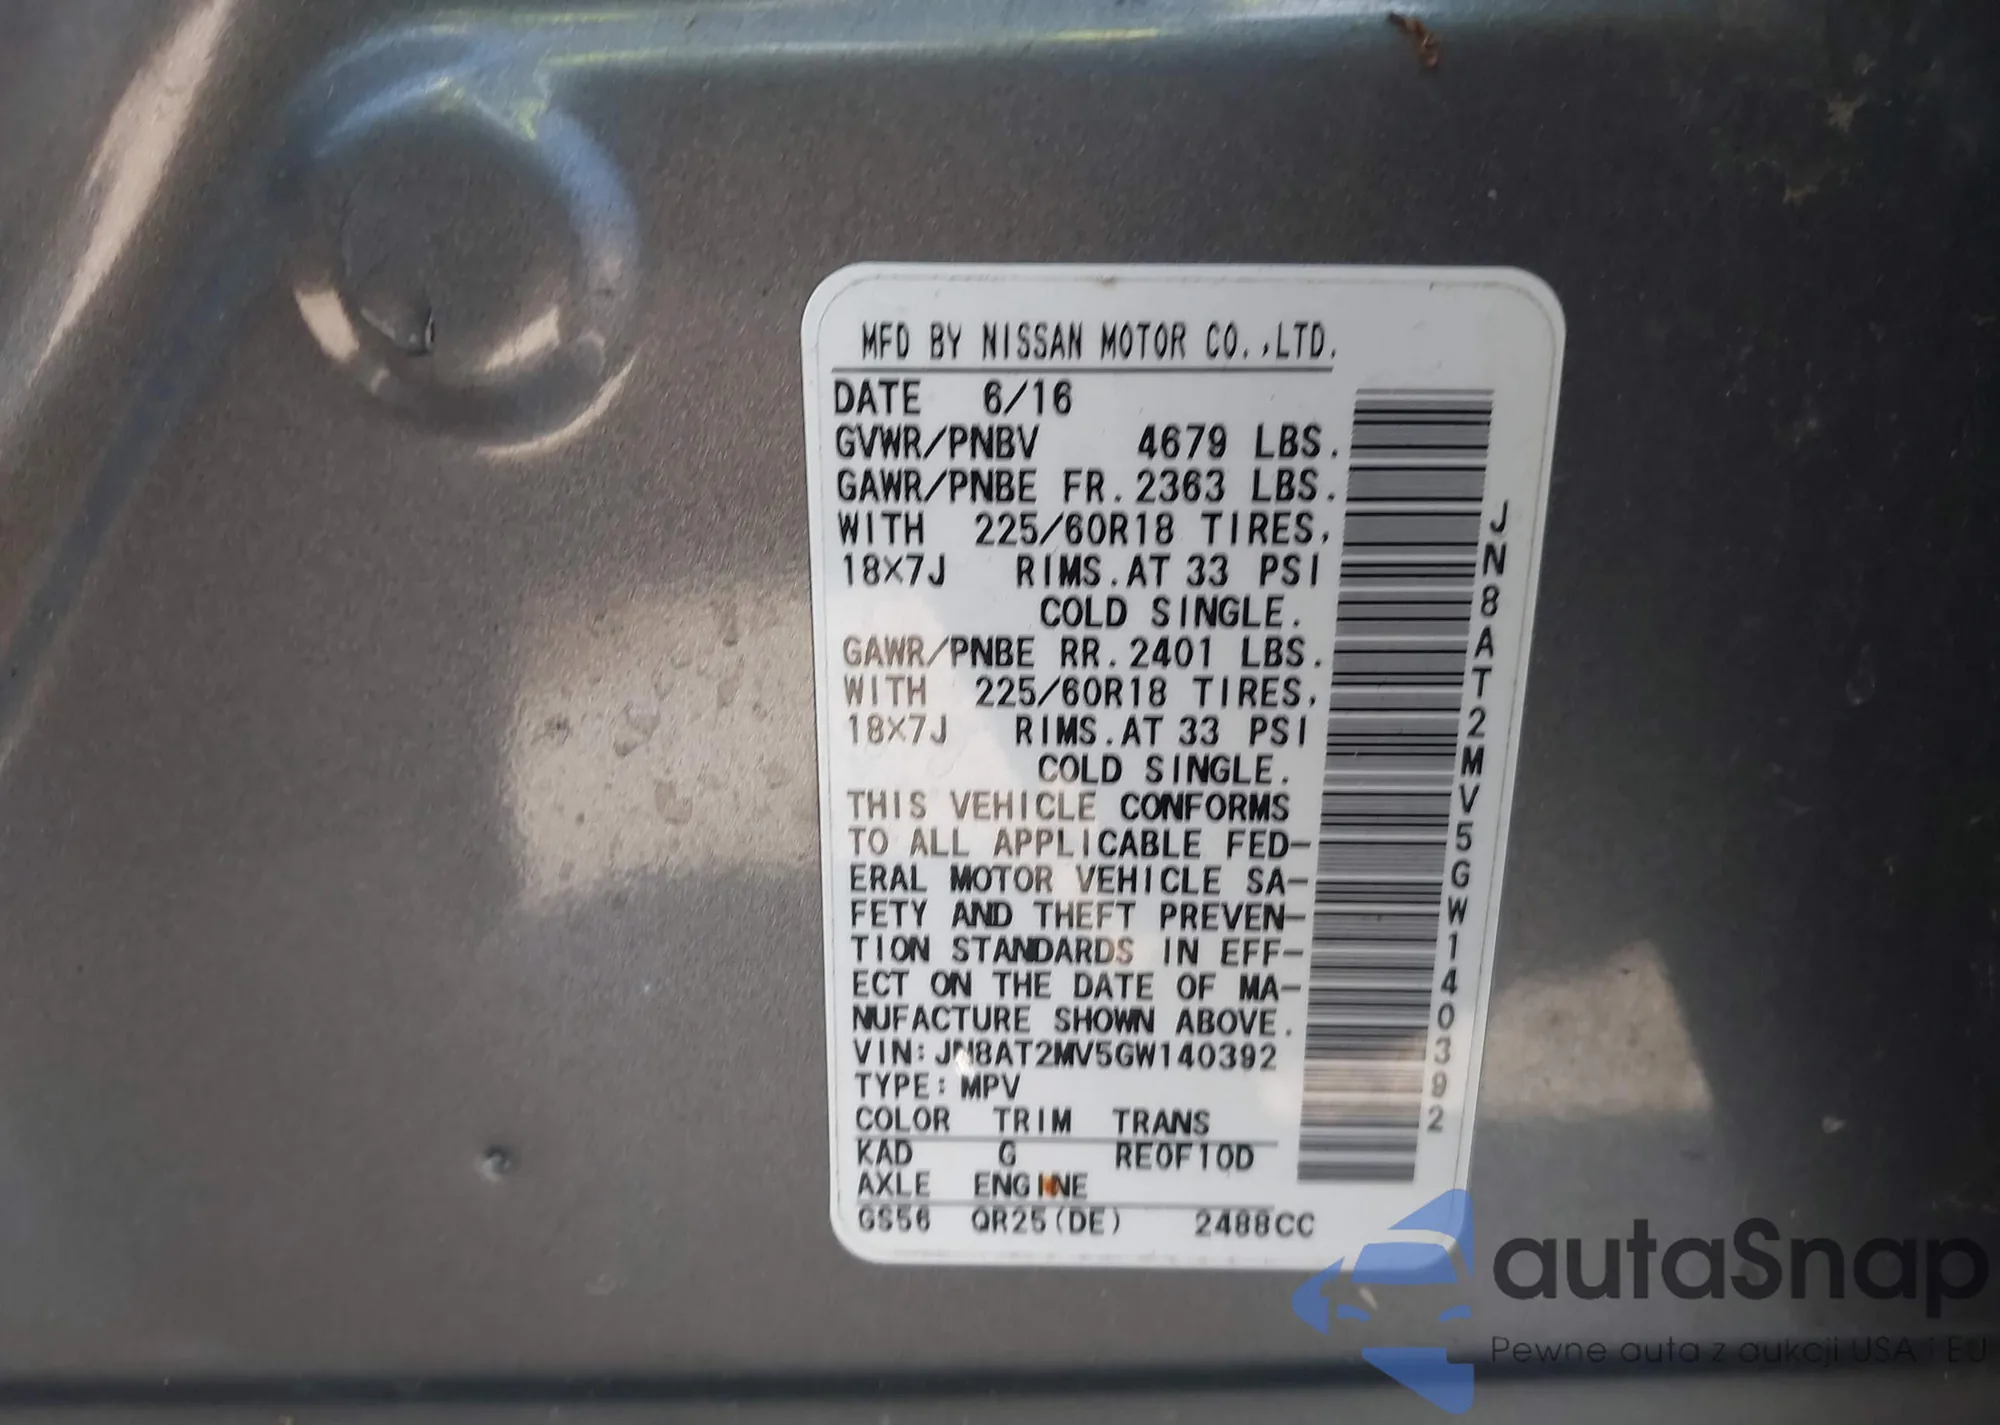 MFD BY NISSAN MOTOR CO.,LTD.
DATE 6/16
GVWR/PNBV 4679 LBS.
GAWR/PNBE FR.2363 LBS.
WITH 225/60R18 TIRES,
18X7J RIMS.AT 33 PSI
COLD SINGLE.
GAWR/PNBE RR.2401 LBS.
WITH 225/60R18 TIRES,
18X7J RIMS.AT 33 PSI
COLD SINGLE.
THIS VEHICLE CONFORMS
TO ALL APPLICABLE FED-
ERAL MOTOR VEHICLE SA-
FETY AND THEFT PREVEN-
TION STANDARDS IN EFF-
ECT ON THE DATE OF MA-
NUFACTURE SHOWN ABOVE.
VIN:JN8AT2MV5GW140392
TYPE:MPV
COLOR TRIM TRANS
KAD G RE0F10D
AXLE ENGINE
GS56 QR25(DE) 2488CC
JN8AT2MV5GW140392
autaSnap
Pewne auta z aukcji USA i EU